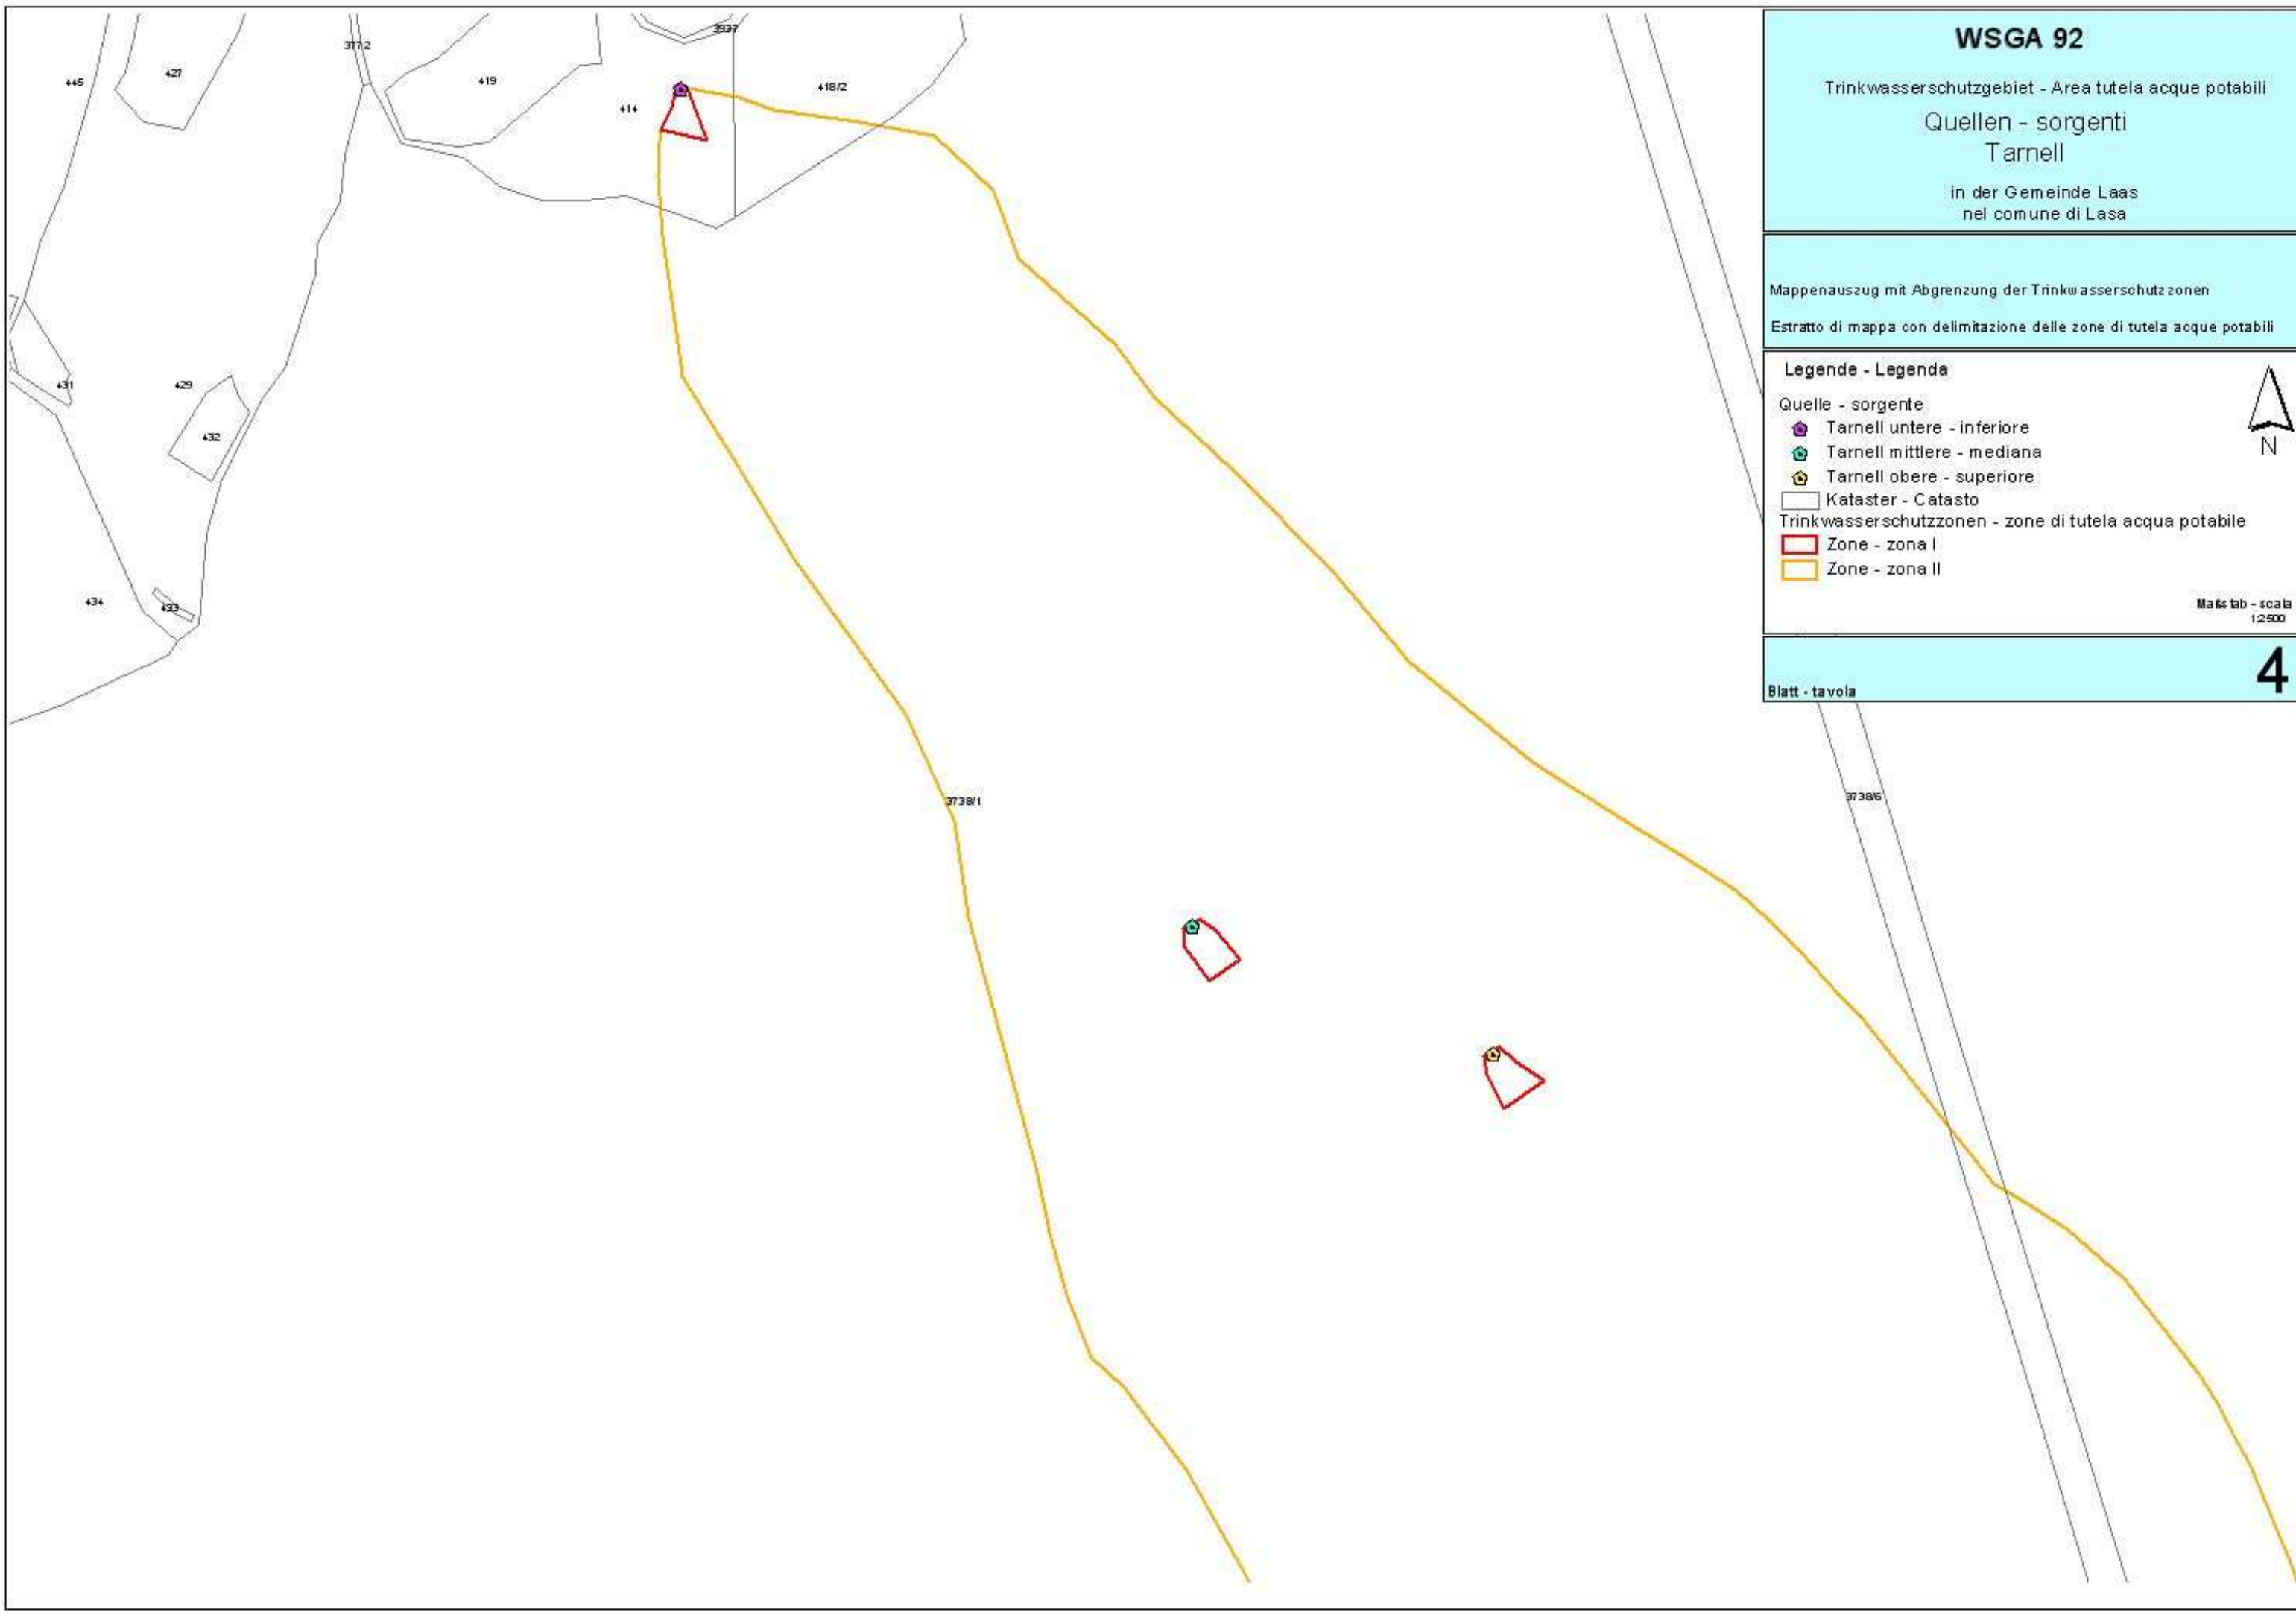 WSGA 92
Trinkwasserschutzgebiet - Area tutela acque potabili
Quellen - sorgenti
Tarnell
in der Gemeinde Laas
nel comune di Lasa
Mappenauszug mit Abgrenzung der Trinkwasserschutzzonen
Estratto di mappa con delimitazione delle zone di tutela acque potabili
Legende - Legenda
Quelle - sorgente
Tarnell untere - inferiore
Tarnell mittlere - mediana
Tarnell obere - superiore
N
Kataster - Catasto
Trinkwasserschutzzonen - zone di tutela acqua potabile
Zone - zona I
Zone - zona II
Maßstab - scala
1:2500
Blatt - tavola
4
445
427
377 2
419
3937
414
418/2
431
429
432
434
433
3738/1
3738/6